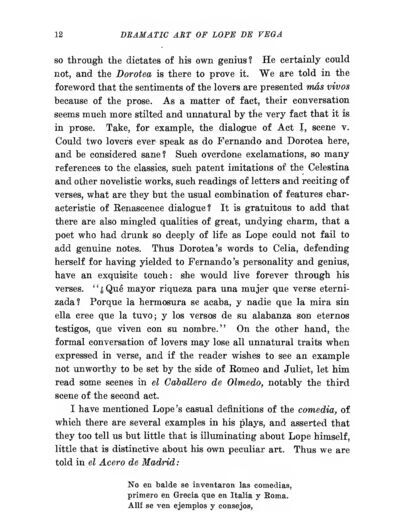 12
DRAMATIC ART OF LOPE DE VEGA
so through the dictates of his own genius? He certainly could
not, and the Dorotea is there to prove it. We are told in the
foreword that the sentiments of the lovers are presented más vivos
because of the prose. As a matter of fact, their conversation
seems much more stilted and unnatural by the very fact that it is
in prose. Take, for example, the dialogue of Act I, scene v.
Could two lovers ever speak as do Fernando and Dorotea here,
and be considered sane? Such overdone exclamations, so many
references to the classics, such patent imitations of the Celestina
and other novelistic works, such readings of letters and reciting of
verses, what are they but the usual combination of features char-
acteristic of Renascence dialogue? It is gratuitous to add that
there are also mingled qualities of great, undying charm, that a
poet who had drunk so deeply of life as Lope could not fail to
add genuine notes. Thus Dorotea's words to Celia, defending
herself for having yielded to Fernando's personality and genius,
have an exquisite touch: she would live forever through his
verses. "¿Qué mayor riqueza para una mujer que verse eterni-
zada? Porque la hermosura se acaba, y nadie que la mira sin
ella cree que la tuvo; y los versos de su alabanza son eternos
testigos, que viven con su nombre." On the other hand, the
formal conversation of lovers may lose all unnatural traits when
expressed in verse, and if the reader wishes to see an example
not unworthy to be set by the side of Romeo and Juliet, let him
read some scenes in el Caballero de Olmedo, notably the third
scene of the second act.
I have mentioned Lope's casual definitions of the comedia, of
which there are several examples in his plays, and asserted that
they too tell us but little that is illuminating about Lope himself,
little that is distinctive about his own peculiar art. Thus we are
told in el Acero de Madrid:
No en balde se inventaron las comedias,
primero en Grecia que en Italia y Roma.
Allí se ven ejemplos y consejos,